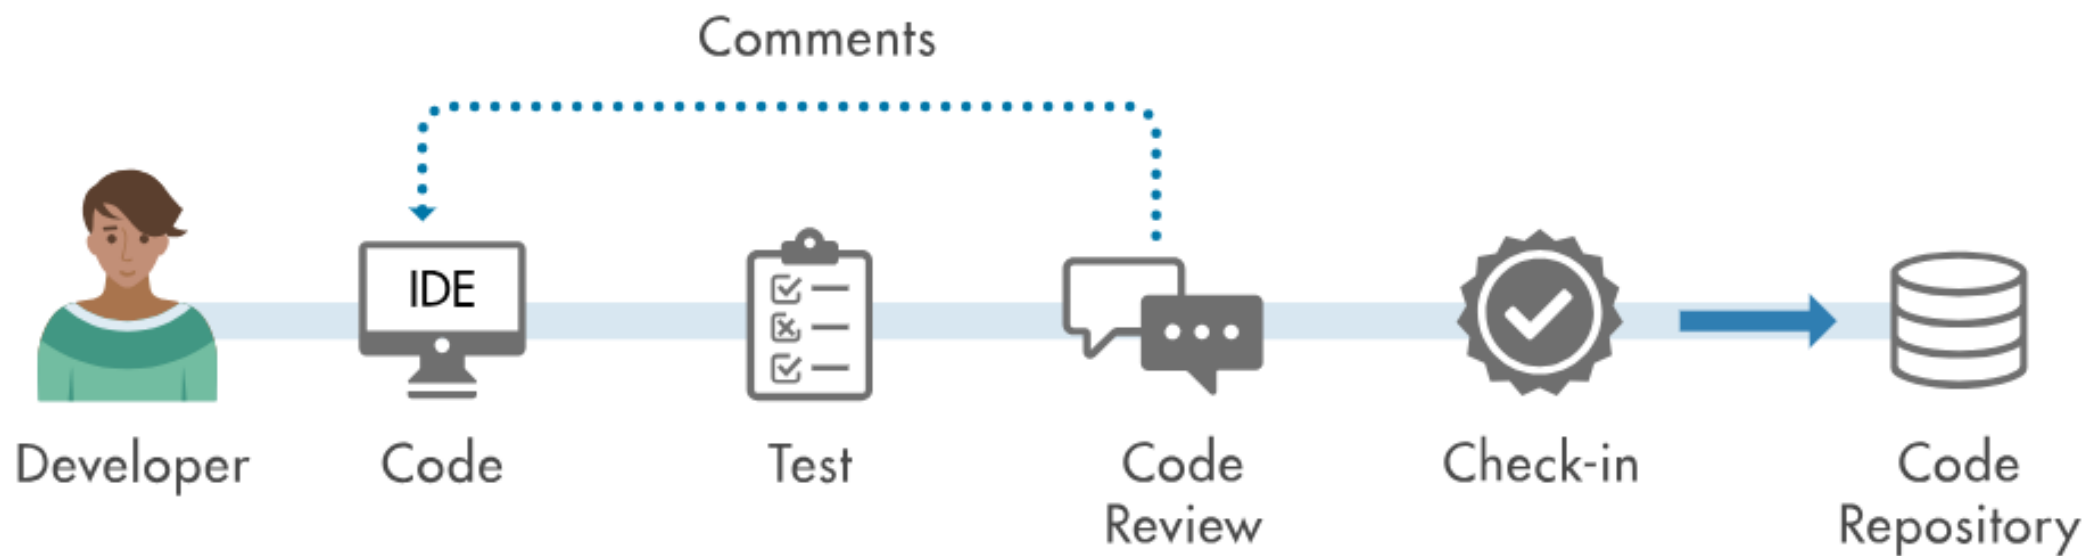 Comments
IDE
Developer
Code
Test
Code
Review
Check-in
Code
Repository